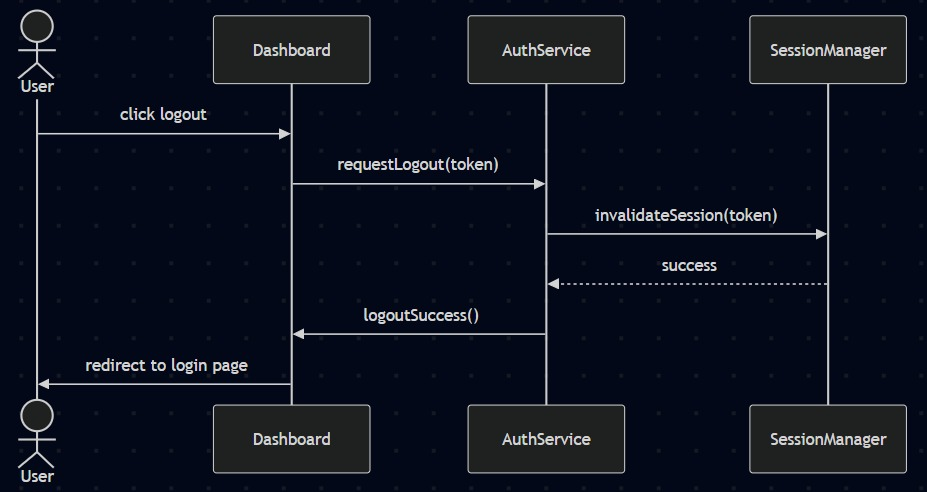 Dashboard
AuthService
SessionManager
User
click logout
requestLogout(token)
invalidateSession(token)
success
logoutSuccess()
redirect to login page
Dashboard
AuthService
SessionManager
User